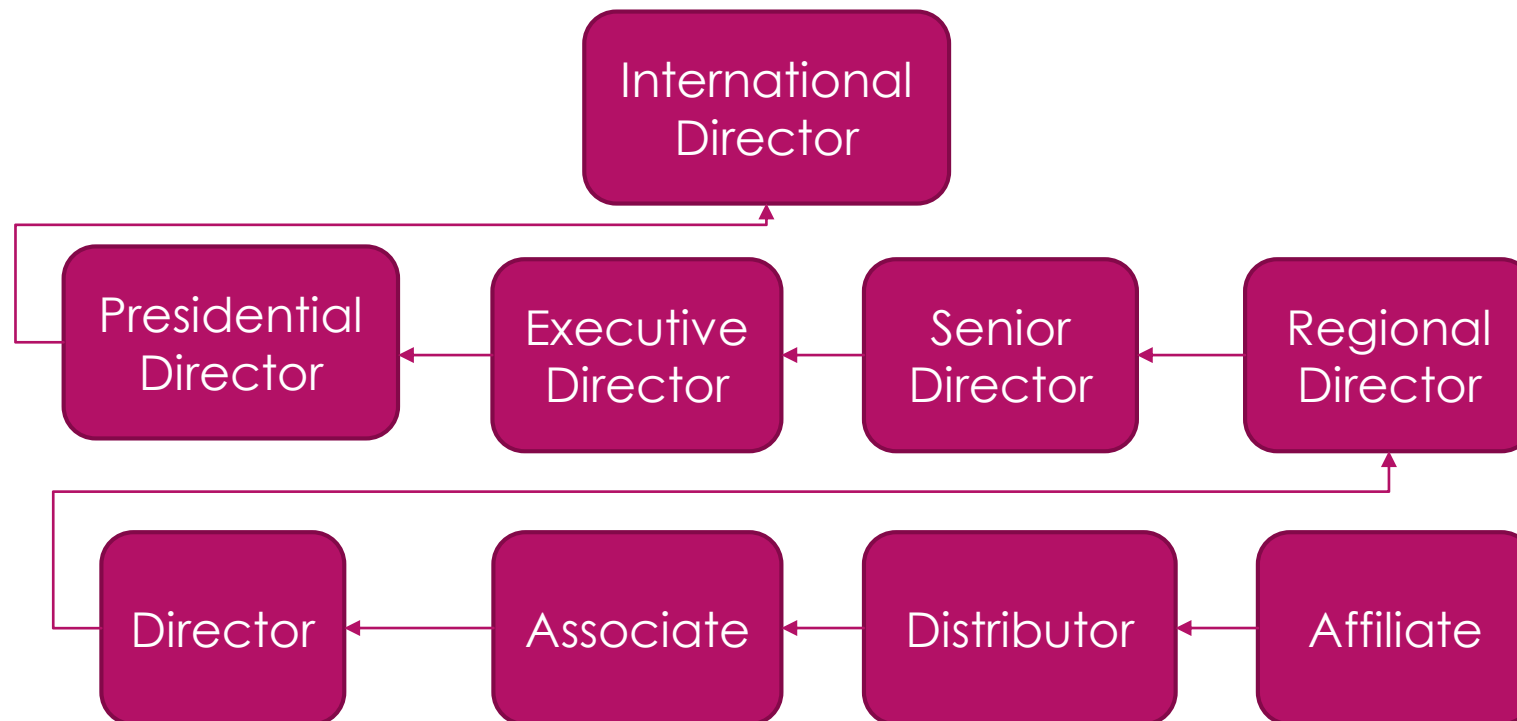 International
Director
Presidential
Director
Executive
Director
Senior
Director
Regional
Director
Director
Associate
Distributor
Affiliate